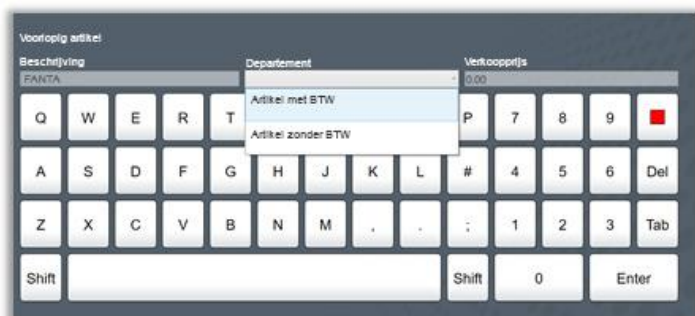 Voorlopig artikel
Beschrijving Departement Verkoopprijs
FANTA 0.00
Artikel met BTW
Artikel zonder BTW
Q W E R T P 7 8 9
A S D F G H J K L # 4 5 6 Del
Z X C V B N M , . ; 1 2 3 Tab
Shift Shift 0 Enter